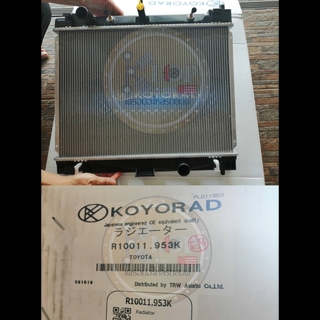 KOYORAD
KOYORAD
Japanese engineered OE equivalent quality
ラジエーター
R10011.953K
TOYOTA
Distributed by TRW Asiatic Co.,Ltd.
R10011.953K
Radiator